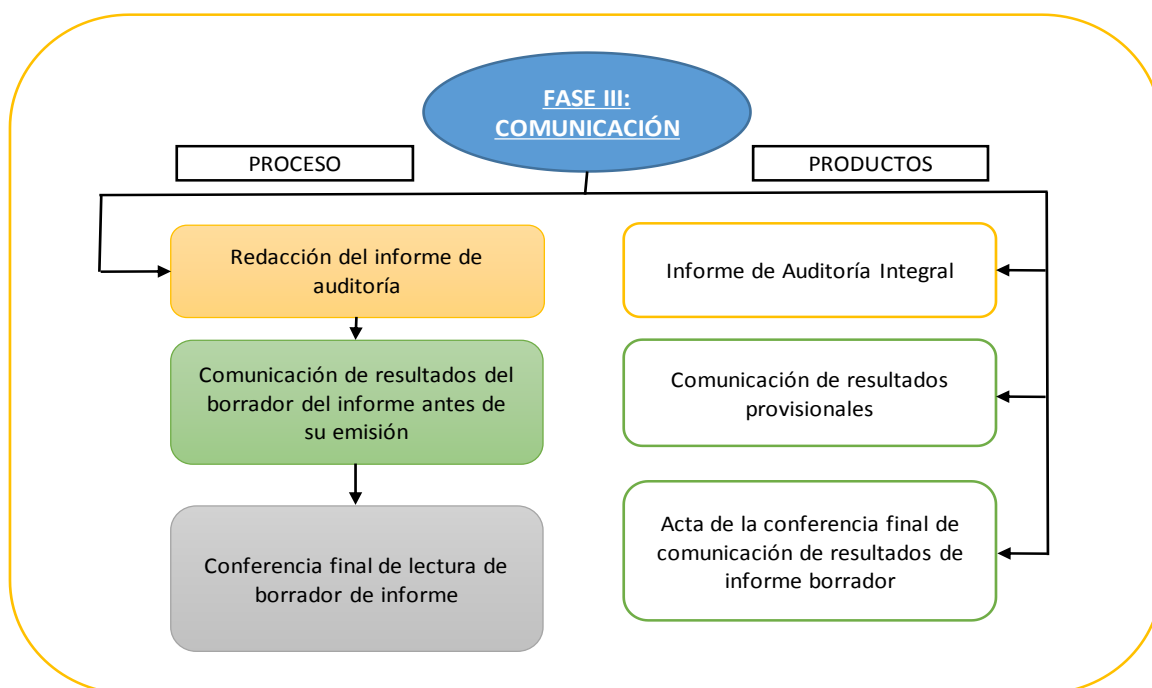 FASE III:
COMUNICACIÓN
PROCESO
PRODUCTOS
Redacción del informe de
auditoría
Informe de Auditoría Integral
Comunicación de resultados del
borrador del informe antes de
su emisión
Comunicación de resultados
provisionales
Conferencia final de lectura de
borrador de informe
Acta de la conferencia final de
comunicación de resultados de
informe borrador